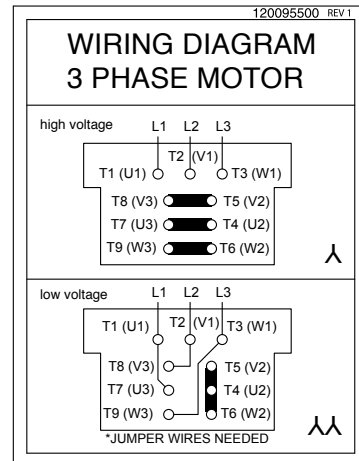 120095500 REV 1
WIRING DIAGRAM
3 PHASE MOTOR
high voltage L1 L2 L3
T2 (V1)
T1 (U1) T3 (W1)
T8 (V3) T5 (V2)
T7 (U3) T4 (U2)
T9 (W3) T6 (W2)
low voltage L1 L2 L3
T1 (U1) T2 (V1) T3 (W1)
T8 (V3) T5 (V2)
T7 (U3) T4 (U2)
T9 (W3) T6 (W2)
*JUMPER WIRES NEEDED